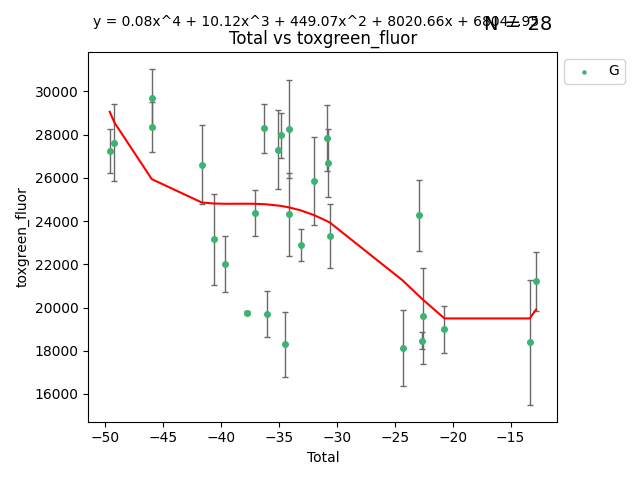 y = 0.08x^4 + 10.12x^3 + 449.07x^2 + 8020.66x + 68047.95
N = 28
Total vs toxgreen_fluor
G
toxgreen_fluor
30000
28000
26000
24000
22000
20000
18000
16000
−50 −45 −40 −35 −30 −25 −20 −15
Total